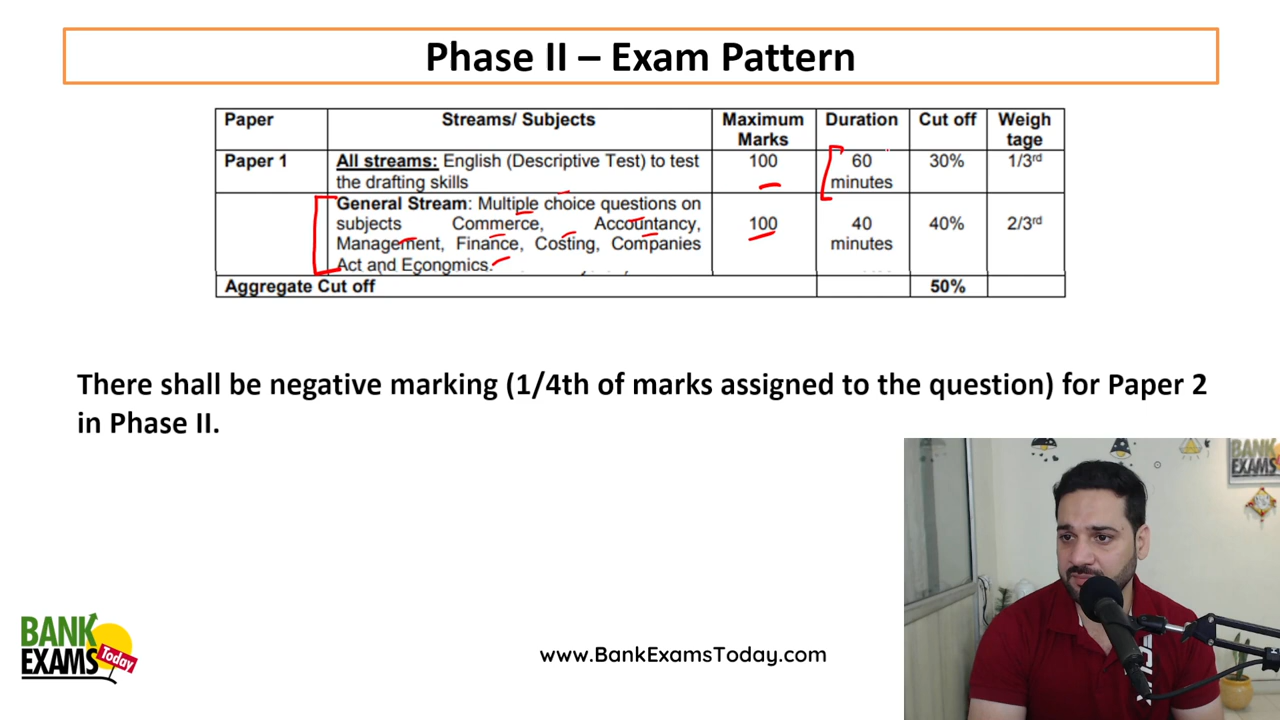 Phase II – Exam Pattern
Paper Streams/ Subjects Maximum Marks Duration Cut off Weigh tage
Paper 1 All streams: English (Descriptive Test) to test 100 60 30% 1/3rd
the drafting skills minutes
General Stream: Multiple choice questions on
subjects Commerce, Accountancy, 100 40 40% 2/3rd
Management, Finance, Costing, Companies minutes
Act and Economics.
Aggregate Cut off 50%
There shall be negative marking (1/4th of marks assigned to the question) for Paper 2
in Phase II.
BANK
EXAMS
BANK
EXAMS
Today
www.BankExamsToday.com